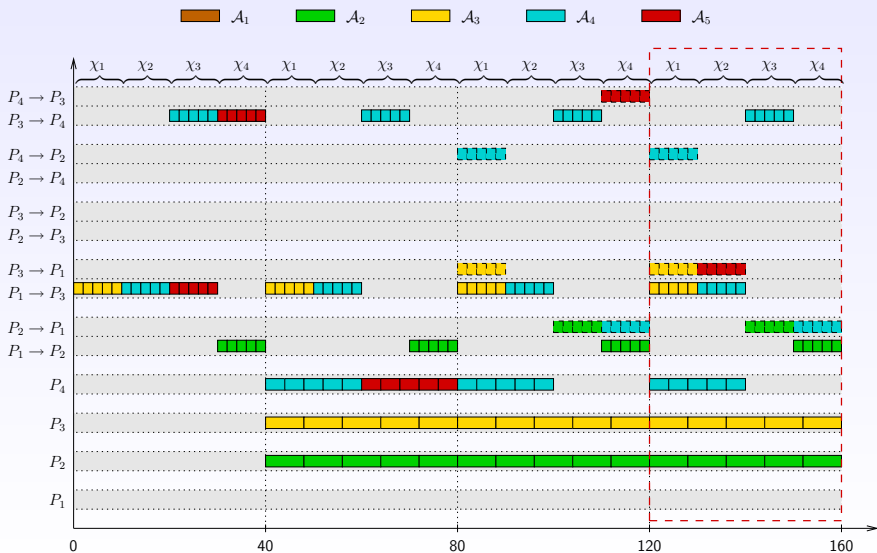 𝒜₁ 𝒜₂ 𝒜₃ 𝒜₄ 𝒜₅
χ₁ χ₂ χ₃ χ₄ χ₁ χ₂ χ₃ χ₄ χ₁ χ₂ χ₃ χ₄ χ₁ χ₂ χ₃ χ₄
P₄ → P₃
P₃ → P₄
P₄ → P₂
P₂ → P₄
P₃ → P₂
P₂ → P₃
P₃ → P₁
P₁ → P₃
P₂ → P₁
P₁ → P₂
P₄
P₃
P₂
P₁
0 40 80 120 160